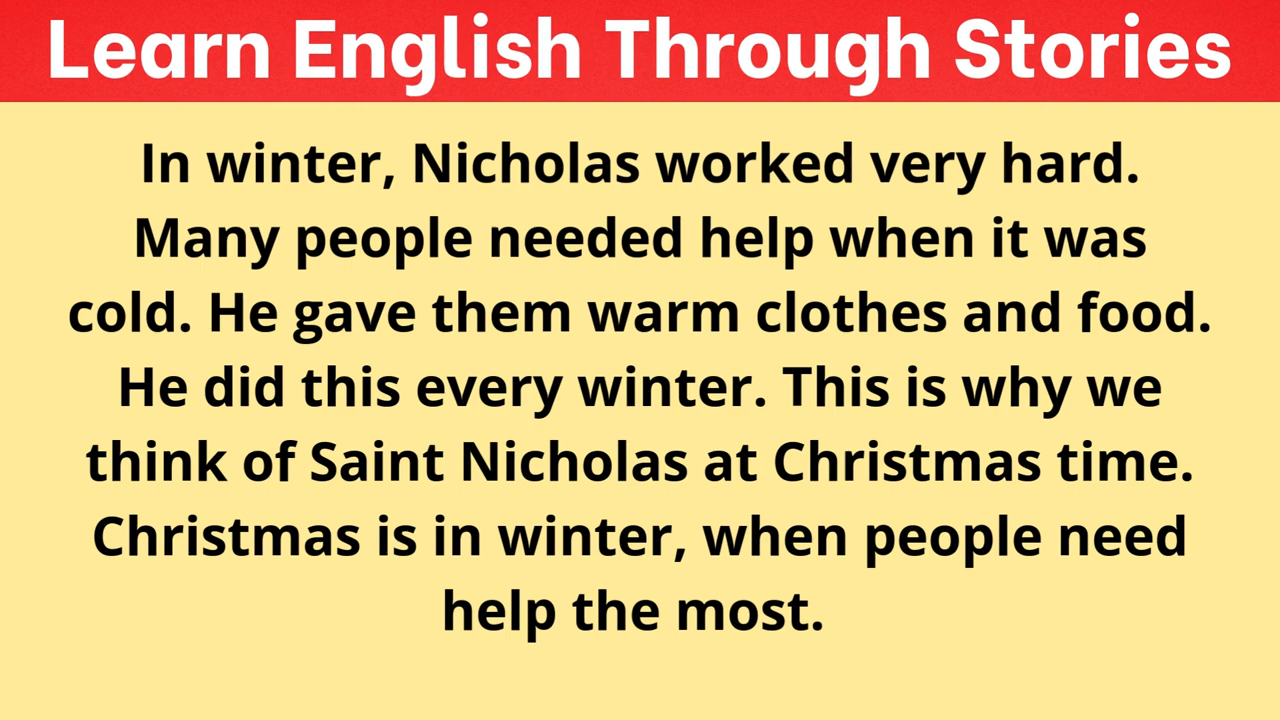 Learn English Through Stories
In winter, Nicholas worked very hard.
Many people needed help when it was
cold. He gave them warm clothes and food.
He did this every winter. This is why we
think of Saint Nicholas at Christmas time.
Christmas is in winter, when people need
help the most.